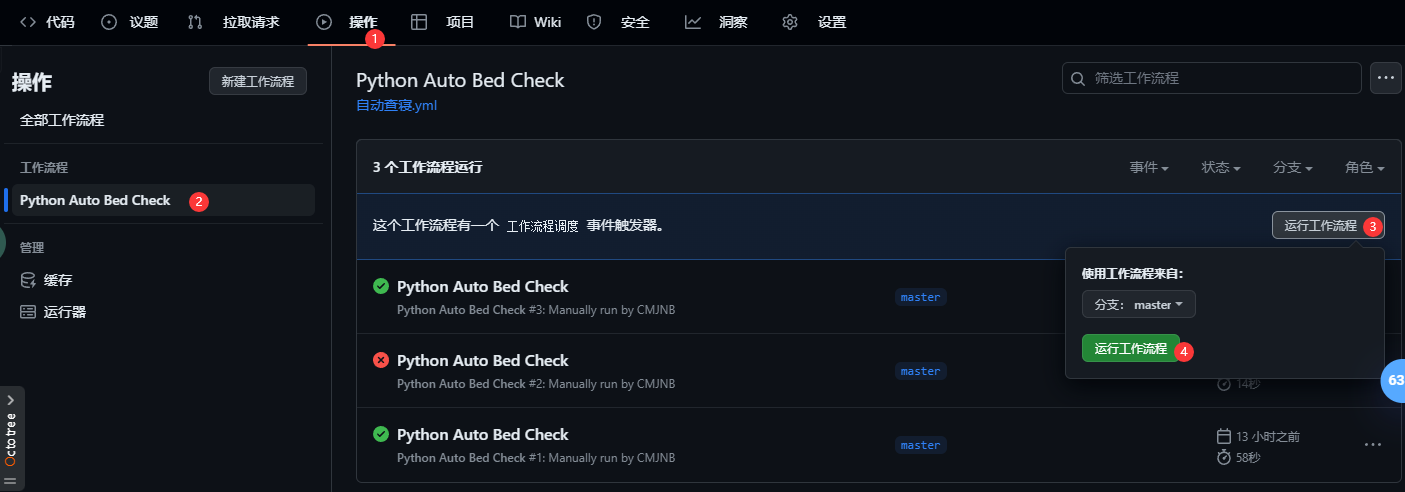 代码 议题 拉取请求 操作 项目 Wiki 安全 洞察 设置
1
操作 新建工作流程
全部工作流程
工作流程
Python Auto Bed Check 2
管理
缓存
运行器
Octotree
Python Auto Bed Check
自动查寝.yml
筛选工作流程
3 个工作流程运行 事件 状态 分支 角色
这个工作流程有一个 工作流程调度 事件触发器。 运行工作流程 3
使用工作流程来自：
分支： master
运行工作流程 4
Python Auto Bed Check
Python Auto Bed Check #3: Manually run by CMJNB
master
Python Auto Bed Check
Python Auto Bed Check #2: Manually run by CMJNB
master
14秒
Python Auto Bed Check
Python Auto Bed Check #1: Manually run by CMJNB
master
13 小时之前
58秒
63